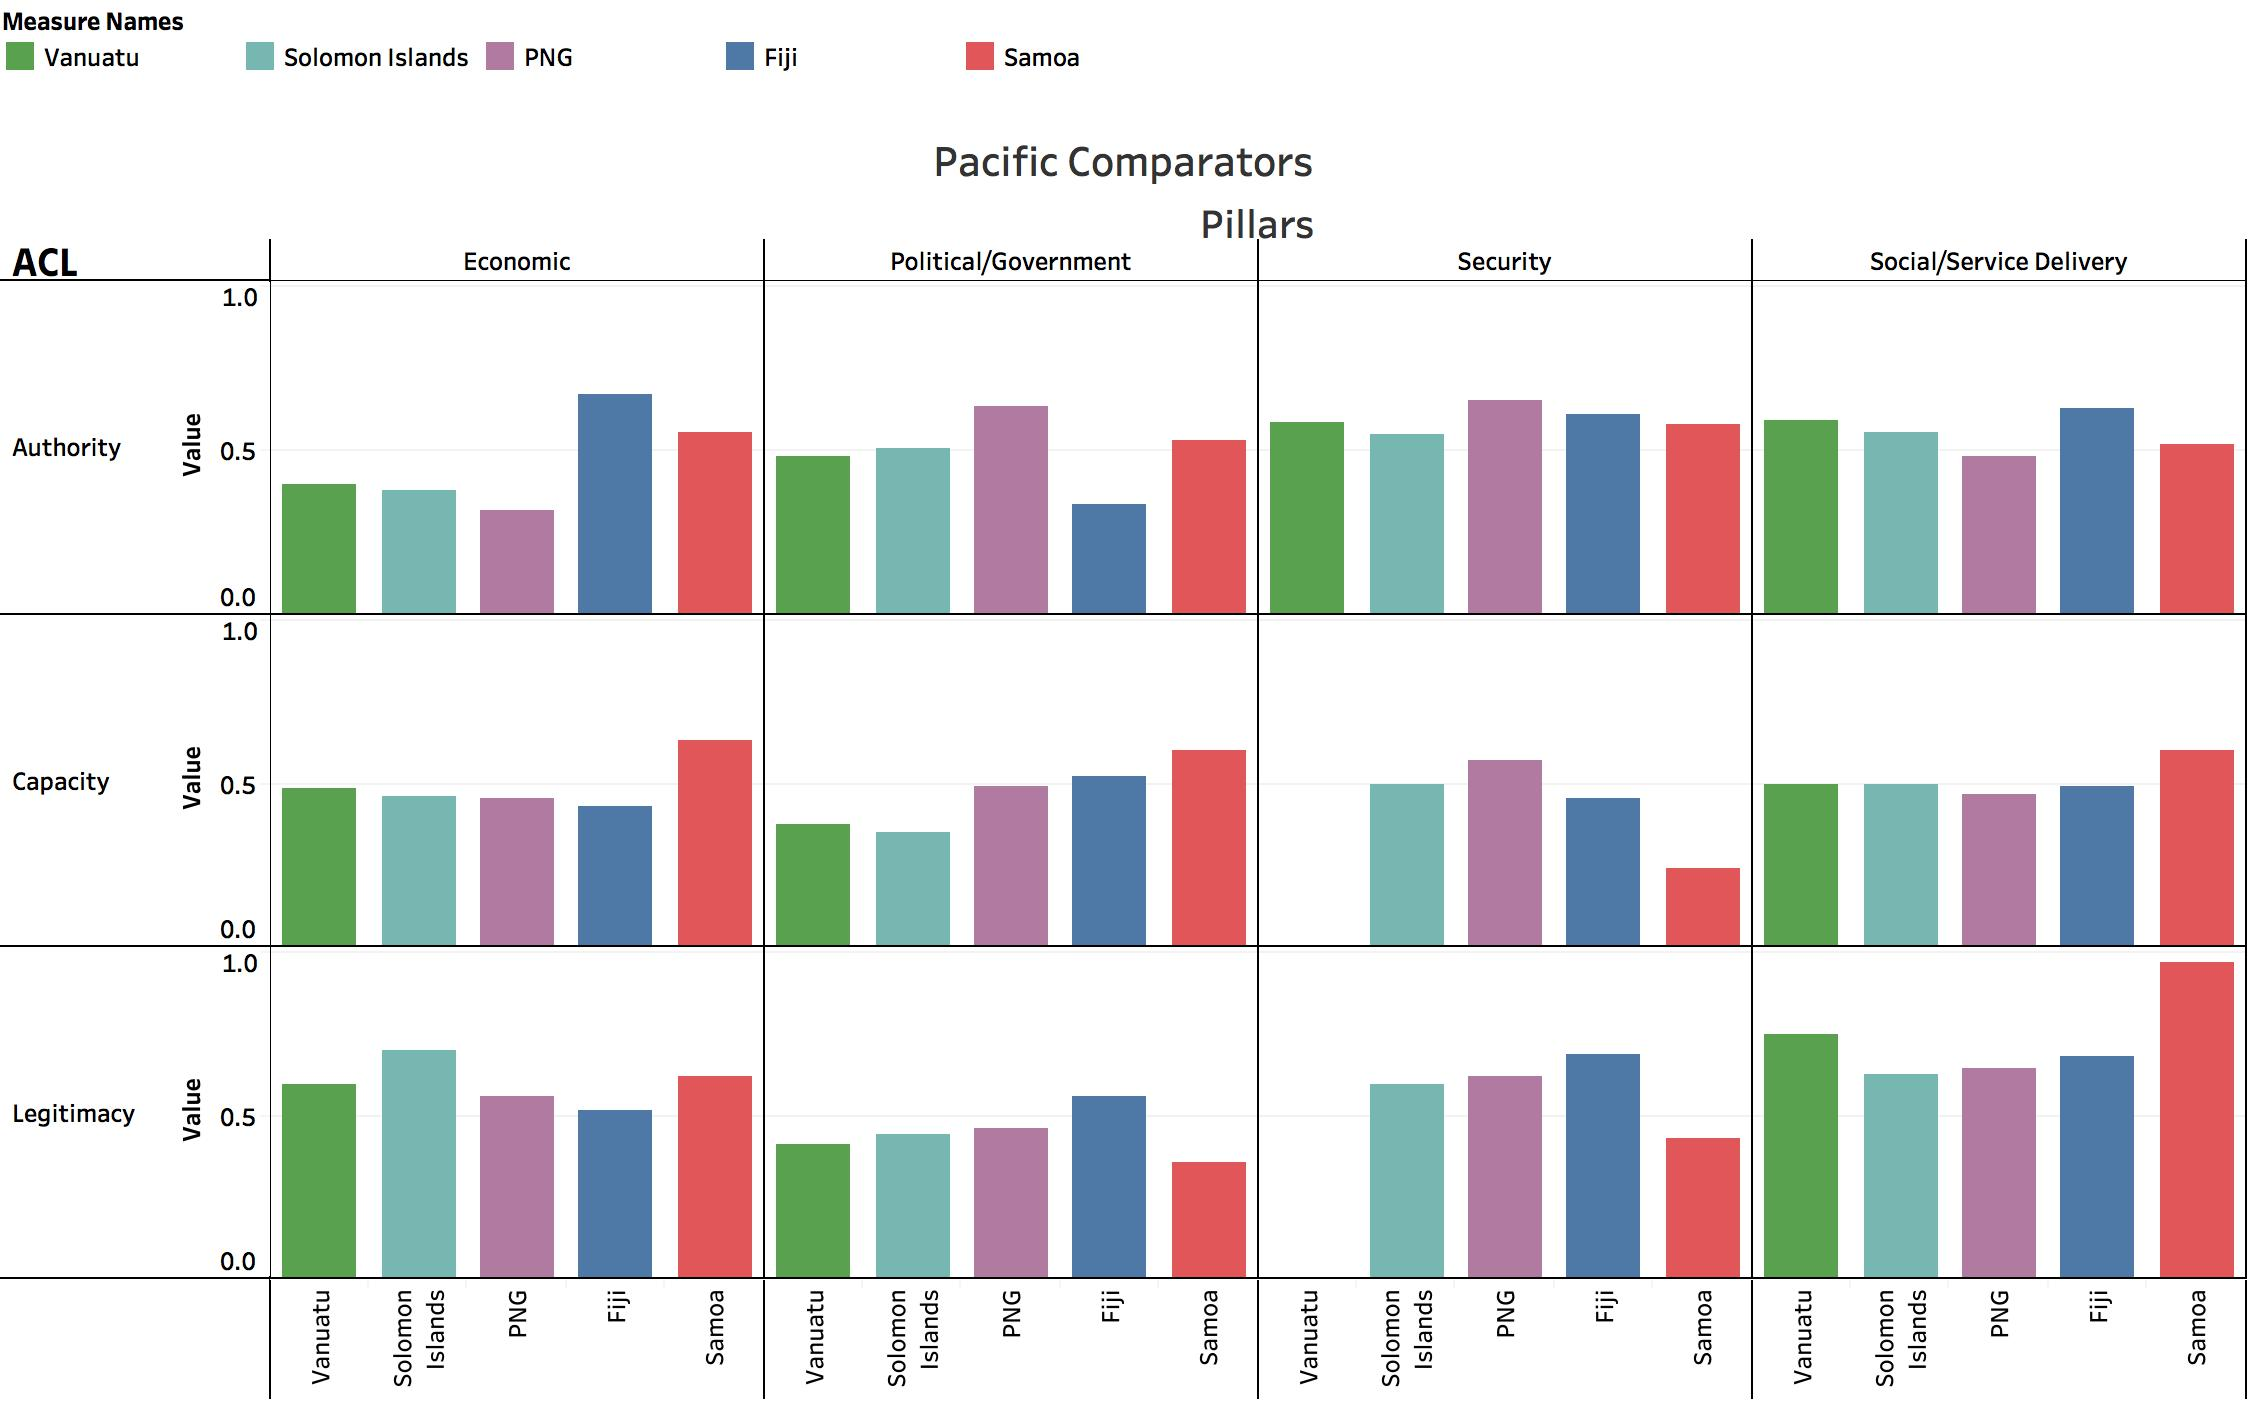 Measure Names
Vanuatu
Solomon Islands
PNG
Fiji
Samoa
Pacific Comparators
Pillars
ACL
Economic
Political/Government
Security
Social/Service Delivery
Authority
Value
1.0
0.5
0.0
Capacity
Value
1.0
0.5
0.0
Legitimacy
Value
1.0
0.5
0.0
Vanuatu
Solomon
Islands
PNG
Fiji
Samoa
Vanuatu
Solomon
Islands
PNG
Fiji
Samoa
Vanuatu
Solomon
Islands
PNG
Fiji
Samoa
Vanuatu
Solomon
Islands
PNG
Fiji
Samoa